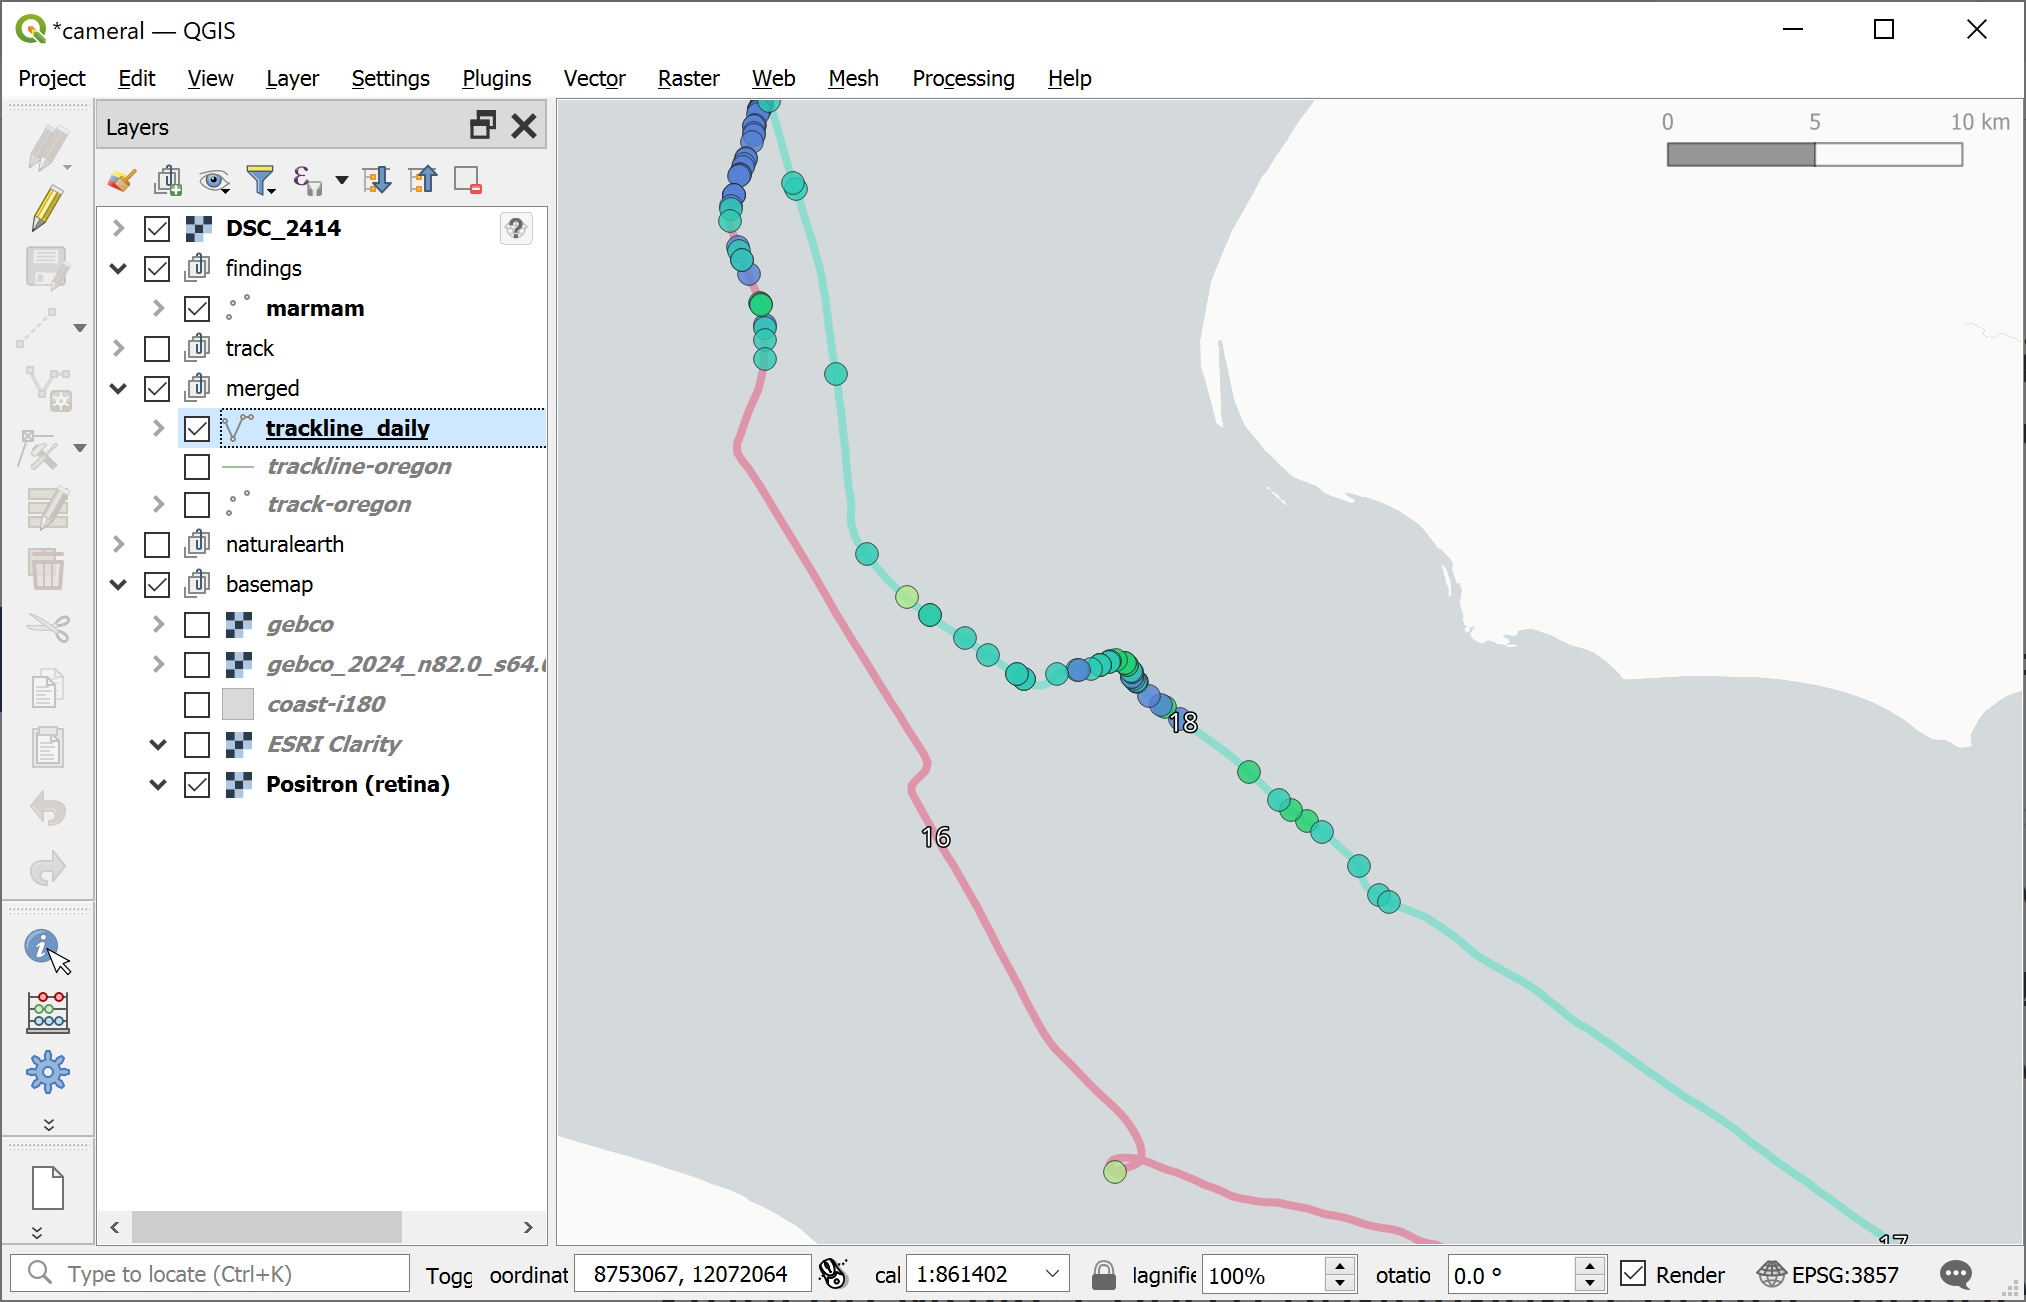 *cameral — QGIS
Project Edit View Layer Settings Plugins Vector Raster Web Mesh Processing Help
Layers
DSC_2414
findings
marmam
track
merged
trackline_daily
trackline-oregon
track-oregon
naturalearth
basemap
gebco
gebco_2024_n82.0_s64.
coast-i180
ESRI Clarity
Positron (retina)
0 5 10 km
18
16
17
Type to locate (Ctrl+K) Togg oordinat 8753067, 12072064 cal 1:861402 lagnifie 100% otatio 0.0 ° Render EPSG:3857